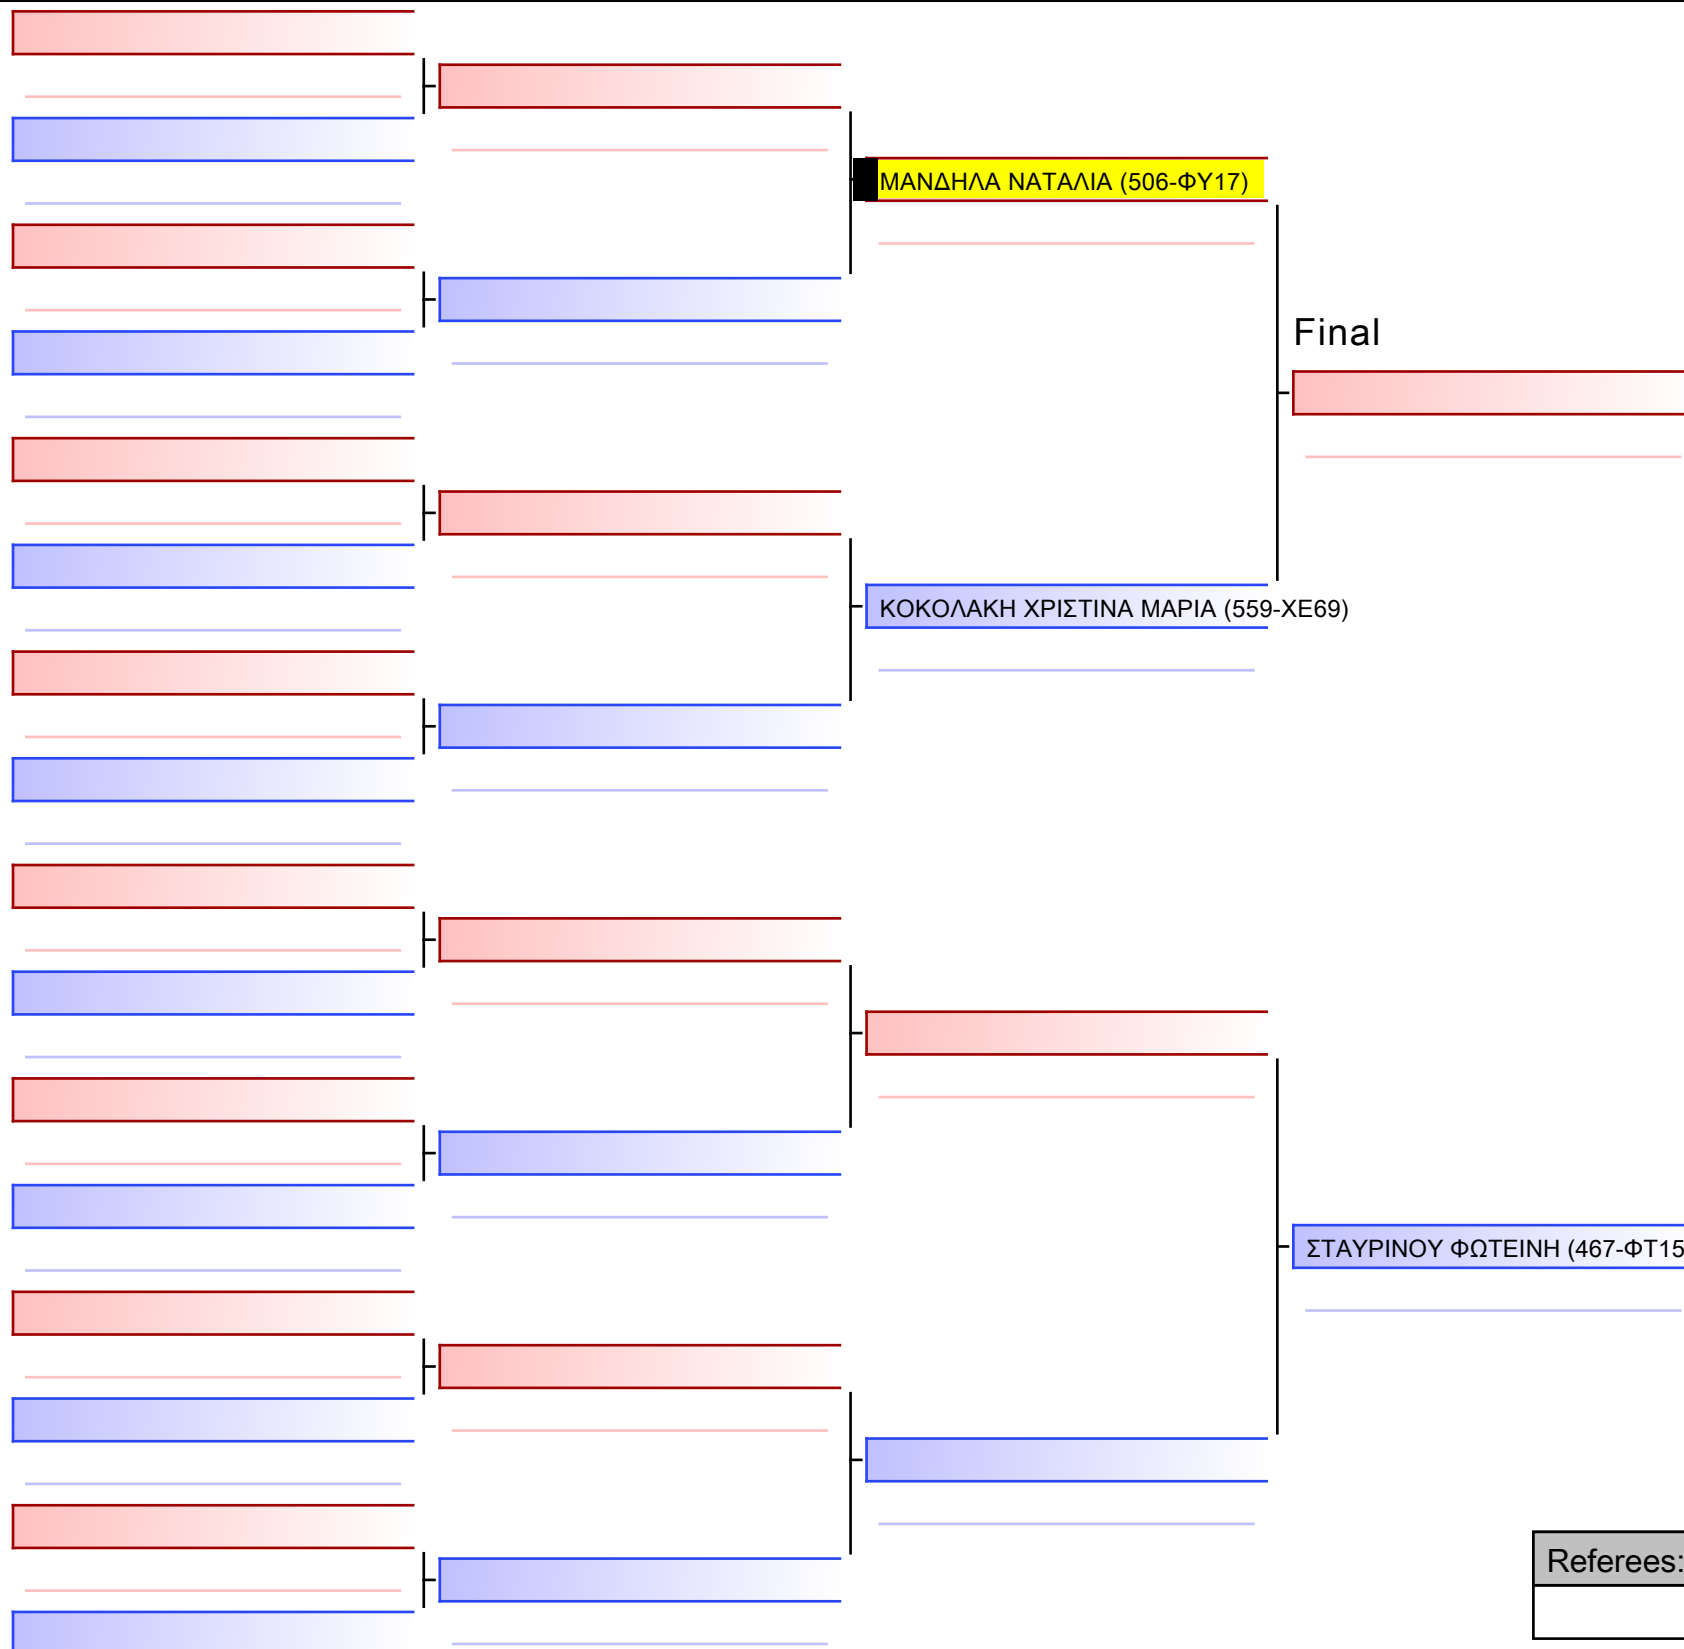 ΜΑΝΔΗΛΑ ΝΑΤΑΛΙΑ (506-ΦΥ17)
Final
ΚΟΚΟΛΑΚΗ ΧΡΙΣΤΙΝΑ ΜΑΡΙΑ (559-ΧΕ69)
ΣΤΑΥΡΙΝΟΥ ΦΩΤΕΙΝΗ (467-ΦΤ15
Referees: